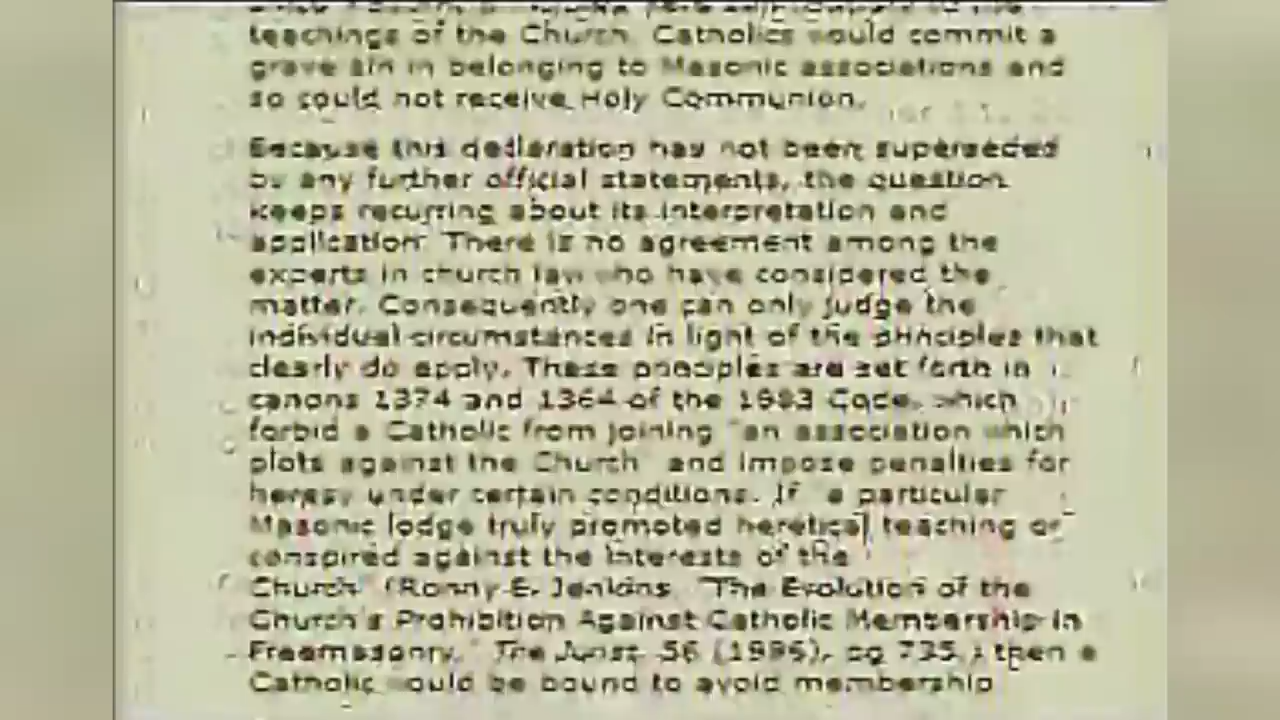 teachings of the Church, Catholics would commit a
grave sin in belonging to Masonic associations and
so could not receive Holy Communion.
Because this declaration has not been superseded
by any further official statements, the question
keeps recurring about its interpretation and
application. There is no agreement among the
experts in church law who have considered the
matter. Consequently one can only judge the
individual circumstances in light of the principles that
clearly do apply. These principles are set forth in
canons 1374 and 1364 of the 1983 Code, which
forbid a Catholic from joining "an association which
plots against the Church" and impose penalties for
heresy under certain conditions. If "a particular
Masonic lodge truly promoted heretical teaching or
conspired against the interests of the
Church" (Ronny E. Jenkins, "The Evolution of the
Church's Prohibition Against Catholic Membership in
Freemasonry," The Jurist, 56 (1996), pg 735,) then a
Catholic would be bound to avoid membership